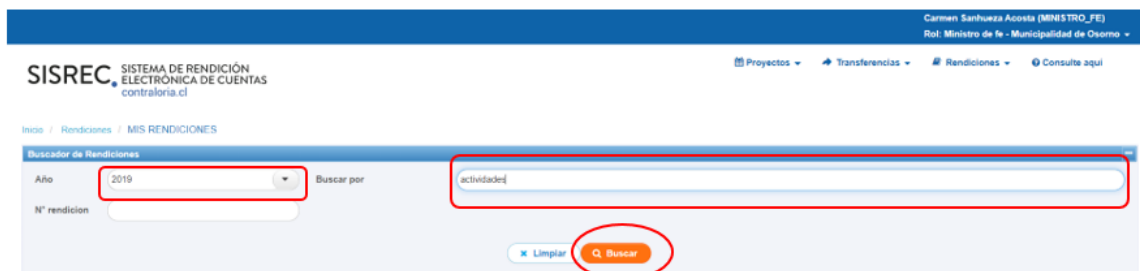 Carmen Sanhueza Acosta (MINISTRO_FE)
Rol: Ministro de fe - Municipalidad de Osorno
SISREC. SISTEMA DE RENDICIÓN
ELECTRÓNICA DE CUENTAS
contraloria.cl
Proyectos Transferencias Rendiciones Consulte aquí
Inicio / Rendiciones / MIS RENDICIONES
Buscador de Rendiciones
Año 2019 Buscar por actividades
N° rendicion
Limpiar Buscar